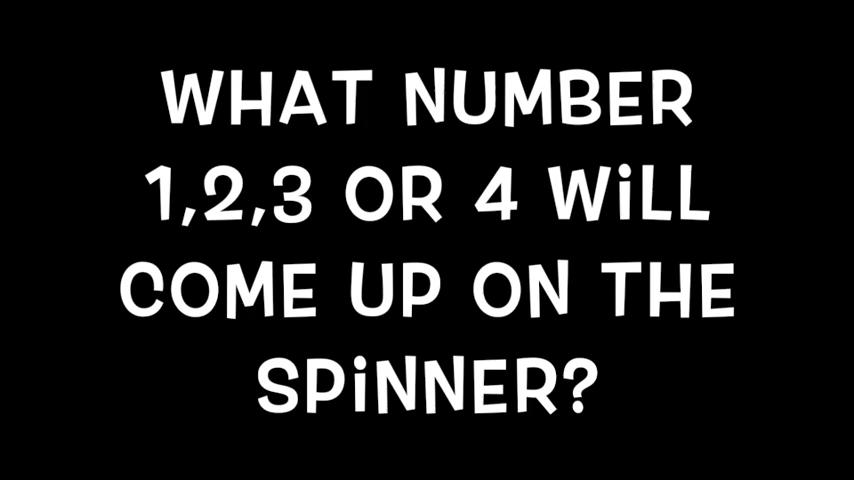 WHAT NUMBER
1,2,3 OR 4 WiLL
COME UP ON THE
SPiNNER?